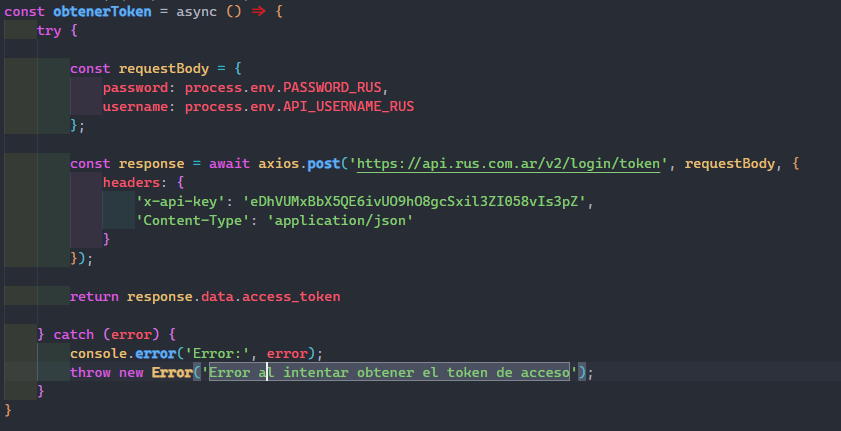 const obtenerToken = async () => {
try {
const requestBody = {
password: process.env.PASSWORD_RUS,
username: process.env.API_USERNAME_RUS
};
const response = await axios.post('https://api.rus.com.ar/v2/login/token', requestBody, {
headers: {
'x-api-key': 'eDhVUMxBbX5QE6ivUO9hO8gcSxil3ZI058vIs3pZ',
'Content-Type': 'application/json'
}
});
return response.data.access_token
} catch (error) {
console.error('Error:', error);
throw new Error('Error al intentar obtener el token de acceso');
}
}